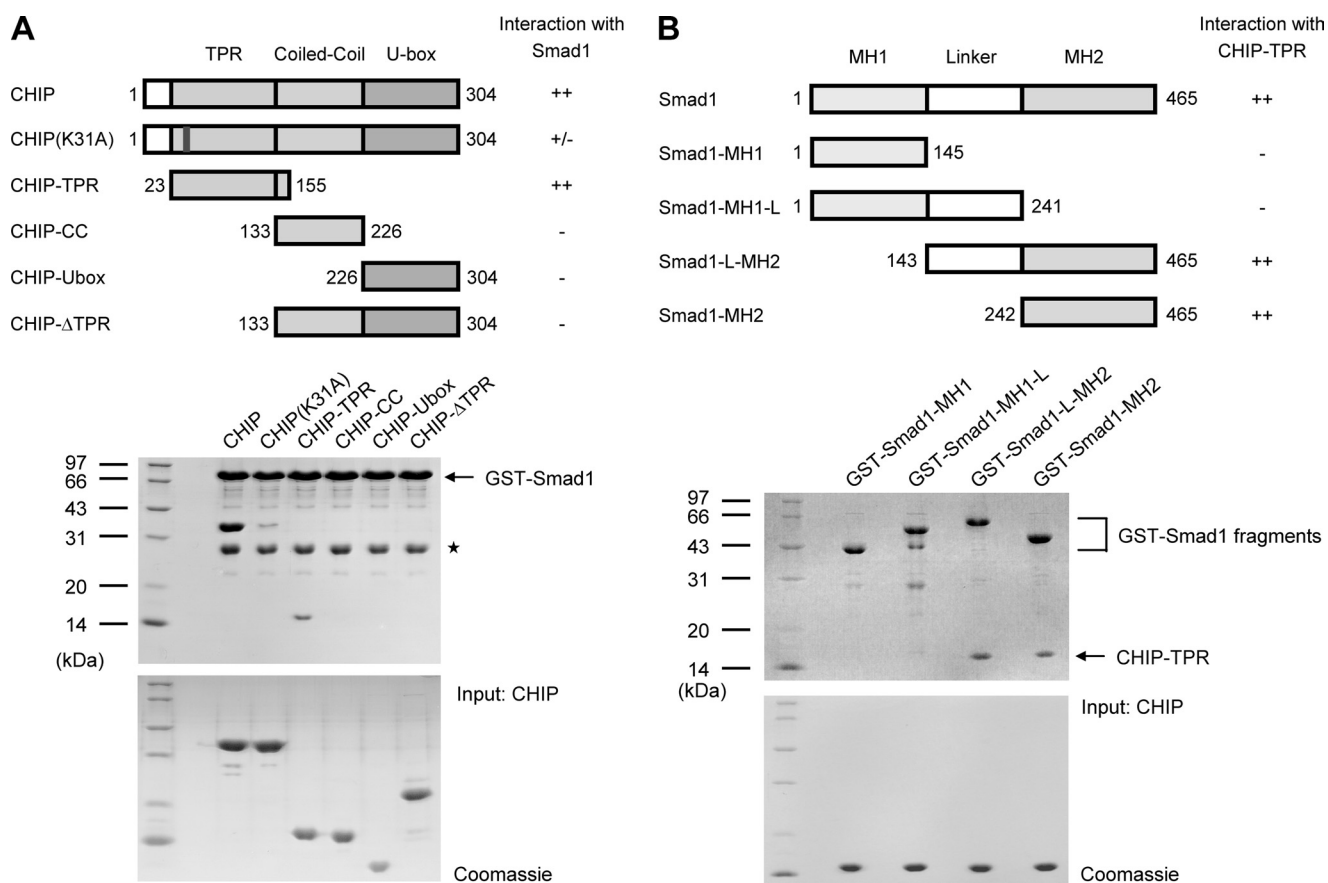 A
Interaction with
Smad1
TPR Coiled-Coil U-box
CHIP 1 304 ++
CHIP(K31A) 1 304 +/-
CHIP-TPR 23 155 ++
CHIP-CC 133 226 -
CHIP-Ubox 226 304 -
CHIP-ΔTPR 133 304 -
CHIP CHIP(K31A) CHIP-TPR CHIP-CC CHIP-Ubox CHIP-ΔTPR
97
66
43
31
20
14
(kDa)
GST-Smad1
★
Input: CHIP
Coomassie
B
Interaction with
CHIP-TPR
MH1 Linker MH2
Smad1 1 465 ++
Smad1-MH1 1 145 -
Smad1-MH1-L 1 241 -
Smad1-L-MH2 143 465 ++
Smad1-MH2 242 465 ++
GST-Smad1-MH1 GST-Smad1-MH1-L GST-Smad1-L-MH2 GST-Smad1-MH2
97
66
43
31
20
14
(kDa)
GST-Smad1 fragments
CHIP-TPR
Input: CHIP
Coomassie